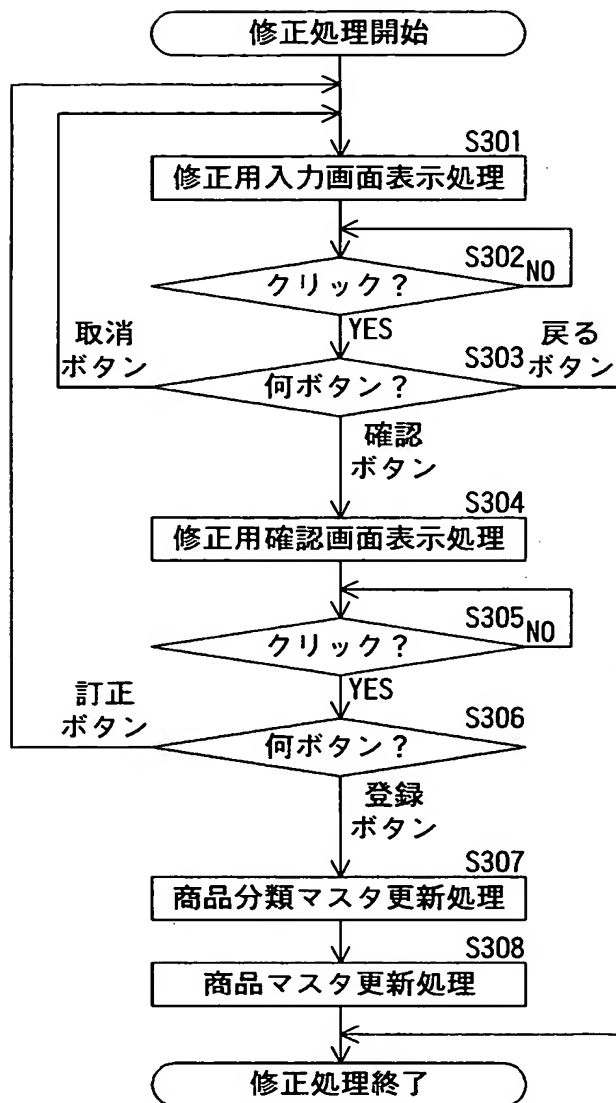 修正処理開始
S301
修正用入力画面表示処理
S302
NO
クリック？
YES
取消
ボタン
S303
戻る
ボタン
何ボタン？
確認
ボタン
S304
修正用確認画面表示処理
S305
NO
クリック？
YES
訂正
ボタン
S306
何ボタン？
登録
ボタン
S307
商品分類マスタ更新処理
S308
商品マスタ更新処理
修正処理終了